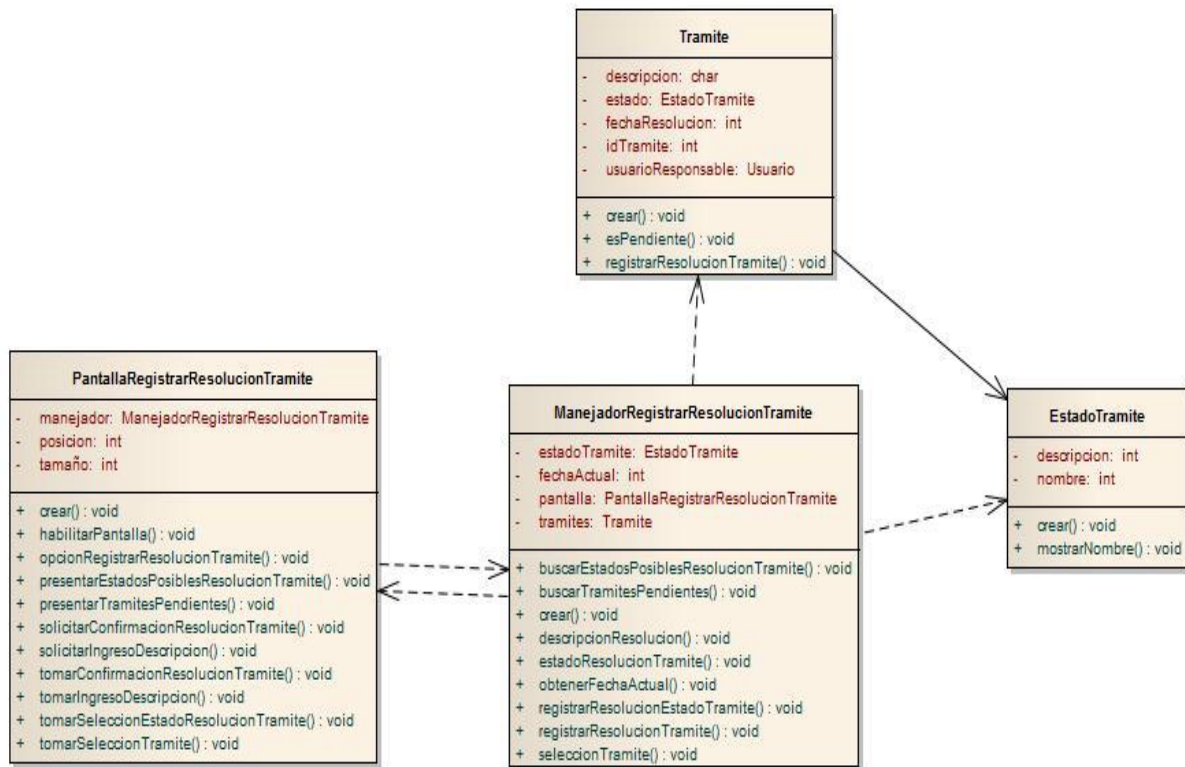 Tramite
- descripcion: char
- estado: EstadoTramite
- fechaResolucion: int
- idTramite: int
- usuarioResponsable: Usuario
+ crear() : void
+ esPendiente() : void
+ registrarResolucionTramite() : void
PantallaRegistrarResolucionTramite
- manejador: ManejadorRegistrarResolucionTramite
- posicion: int
- tamaño: int
+ crear() : void
+ habilitarPantalla() : void
+ opcionRegistrarResolucionTramite() : void
+ presentarEstadosPosiblesResolucionTramite() : void
+ presentarTramitesPendientes() : void
+ solicitarConfirmacionResolucionTramite() : void
+ solicitarIngresoDescripcion() : void
+ tomarConfirmacionResolucionTramite() : void
+ tomarIngresoDescripcion() : void
+ tomarSeleccionEstadoResolucionTramite() : void
+ tomarSeleccionTramite() : void
ManejadorRegistrarResolucionTramite
- estadoTramite: EstadoTramite
- fechaActual: int
- pantalla: PantallaRegistrarResolucionTramite
- tramites: Tramite
+ buscarEstadosPosiblesResolucionTramite() : void
+ buscarTramitesPendientes() : void
+ crear() : void
+ descripcionResolucion() : void
+ estadoResolucionTramite() : void
+ obtenerFechaActual() : void
+ registrarResolucionEstadoTramite() : void
+ registrarResolucionTramite() : void
+ seleccionTramite() : void
EstadoTramite
- descripcion: int
- nombre: int
+ crear() : void
+ mostrarNombre() : void